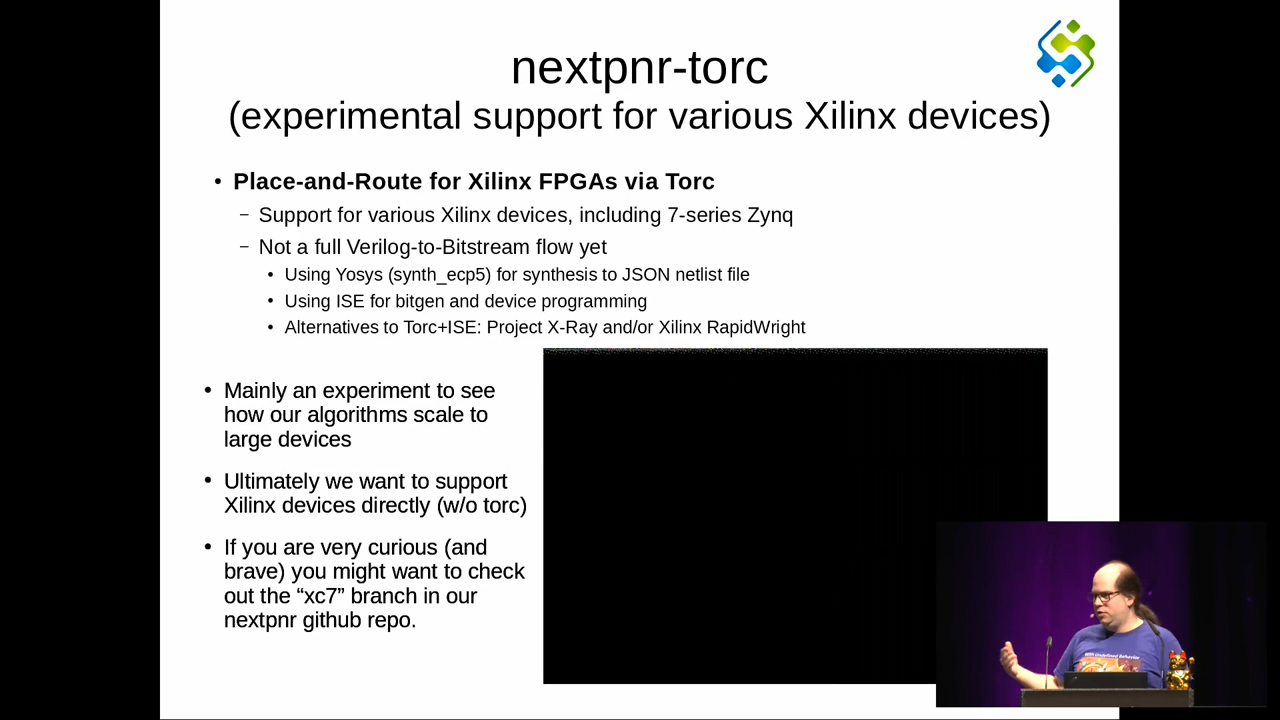 nextpnr-torc
(experimental support for various Xilinx devices)
• Place-and-Route for Xilinx FPGAs via Torc
– Support for various Xilinx devices, including 7-series Zynq
– Not a full Verilog-to-Bitstream flow yet
• Using Yosys (synth_ecp5) for synthesis to JSON netlist file
• Using ISE for bitgen and device programming
• Alternatives to Torc+ISE: Project X-Ray and/or Xilinx RapidWright
• Mainly an experiment to see
how our algorithms scale to
large devices
• Ultimately we want to support
Xilinx devices directly (w/o torc)
• If you are very curious (and
brave) you might want to check
out the “xc7” branch in our
nextpnr github repo.
With Undefined Behavior